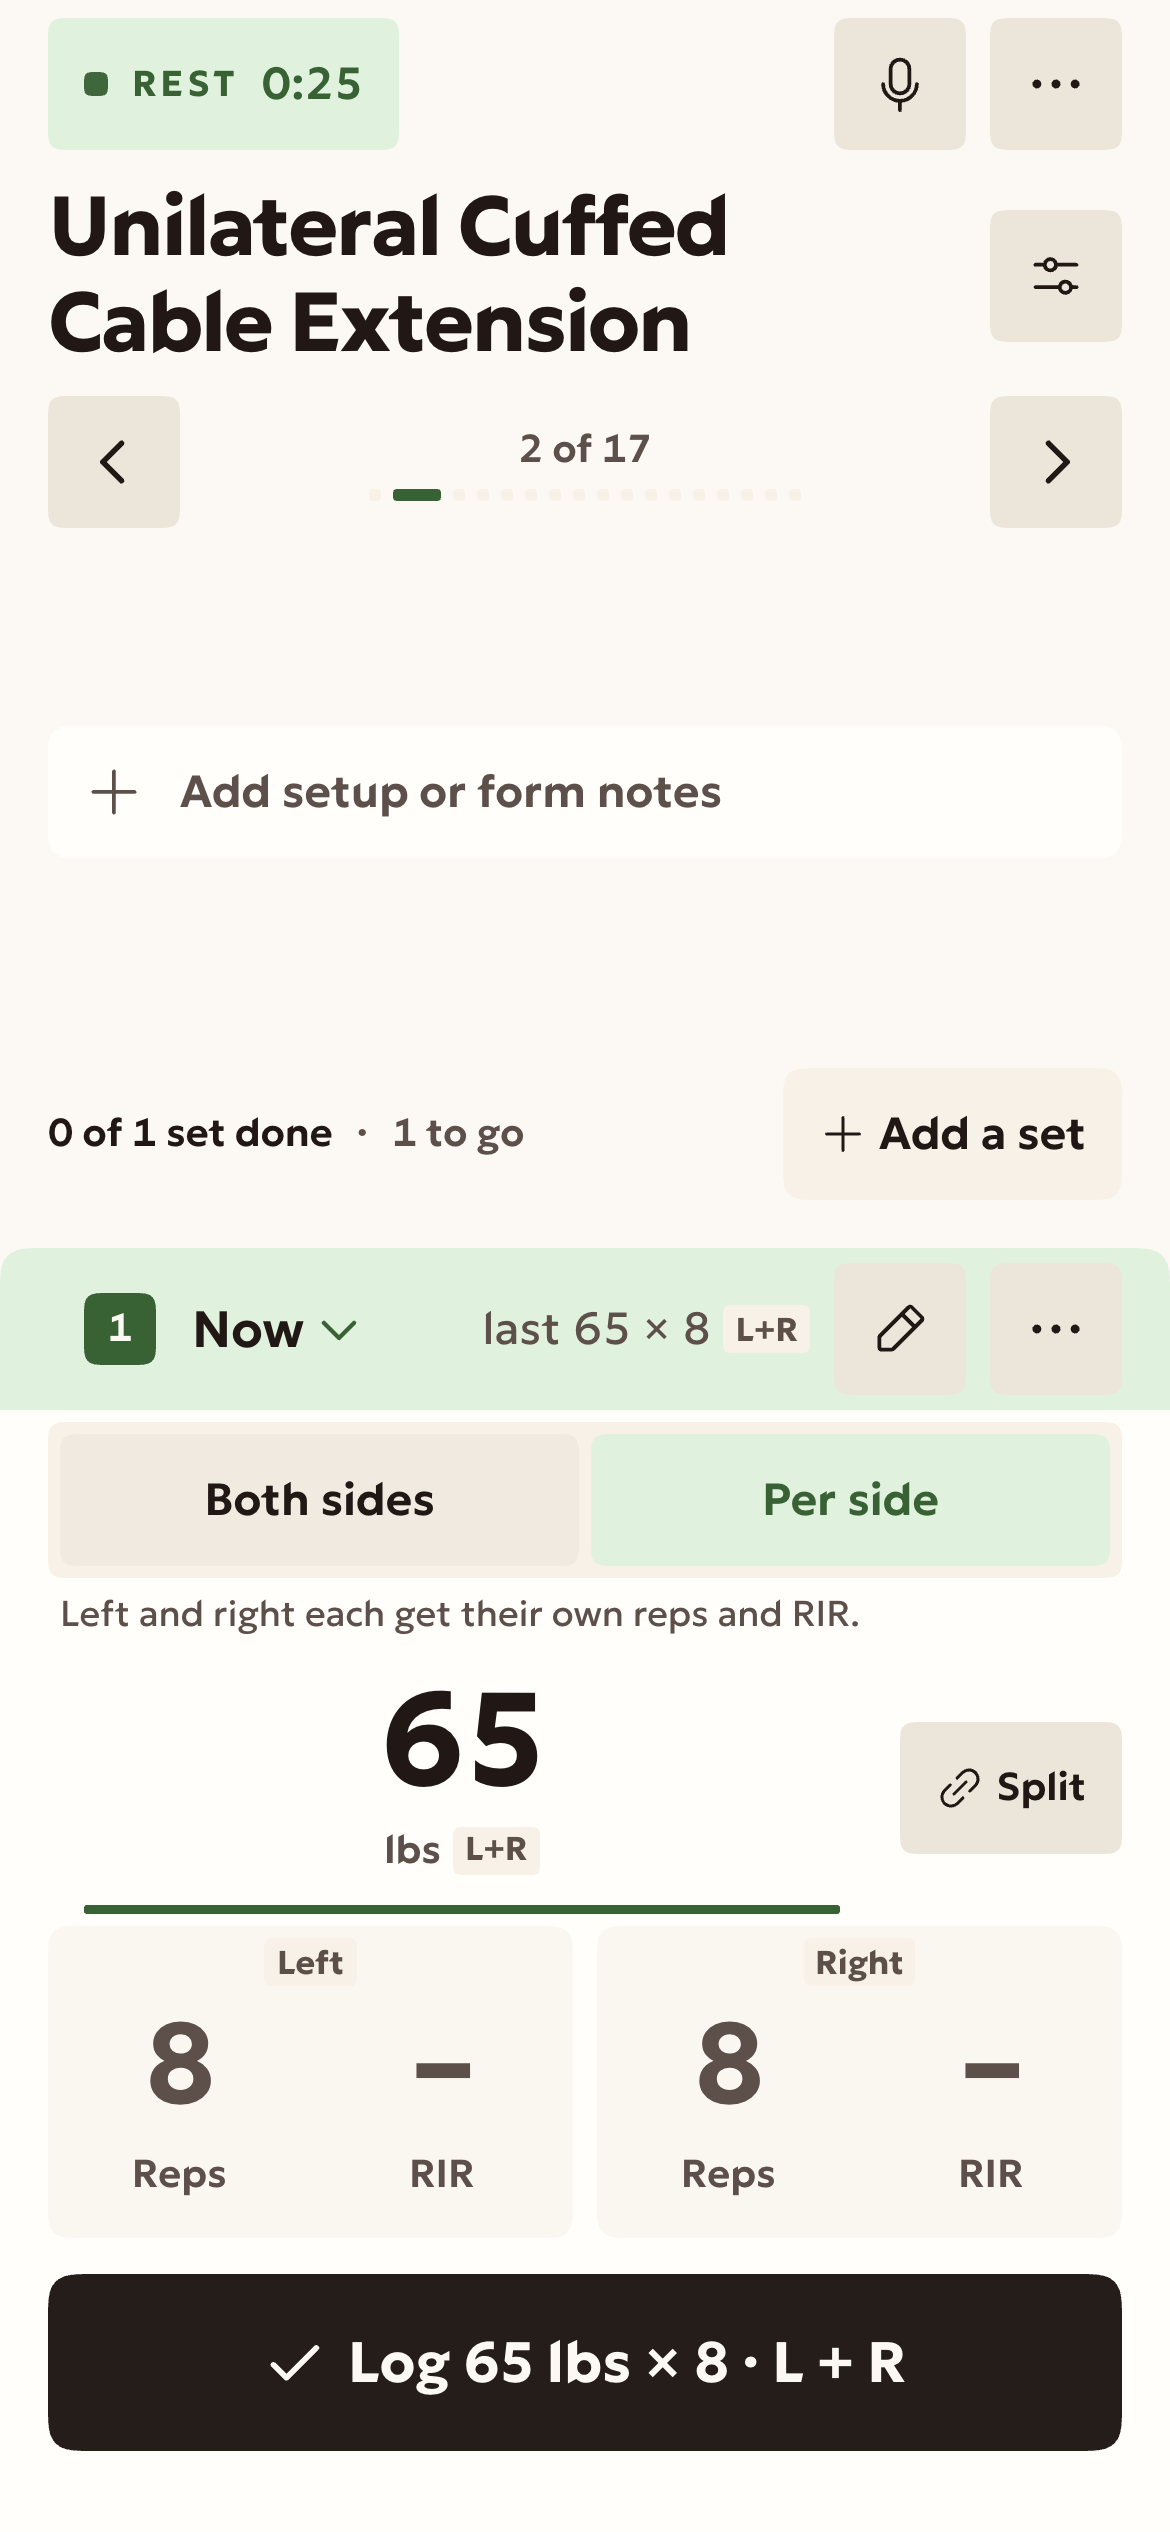 REST 0:25
Unilateral Cuffed
Cable Extension
2 of 17
Add setup or form notes
0 of 1 set done · 1 to go
Add a set
1 Now last 65 × 8 L+R
Both sides Per side
Left and right each get their own reps and RIR.
65
lbs L+R
Split
Left Right
8 – 8 –
Reps RIR Reps RIR
Log 65 lbs × 8 · L + R